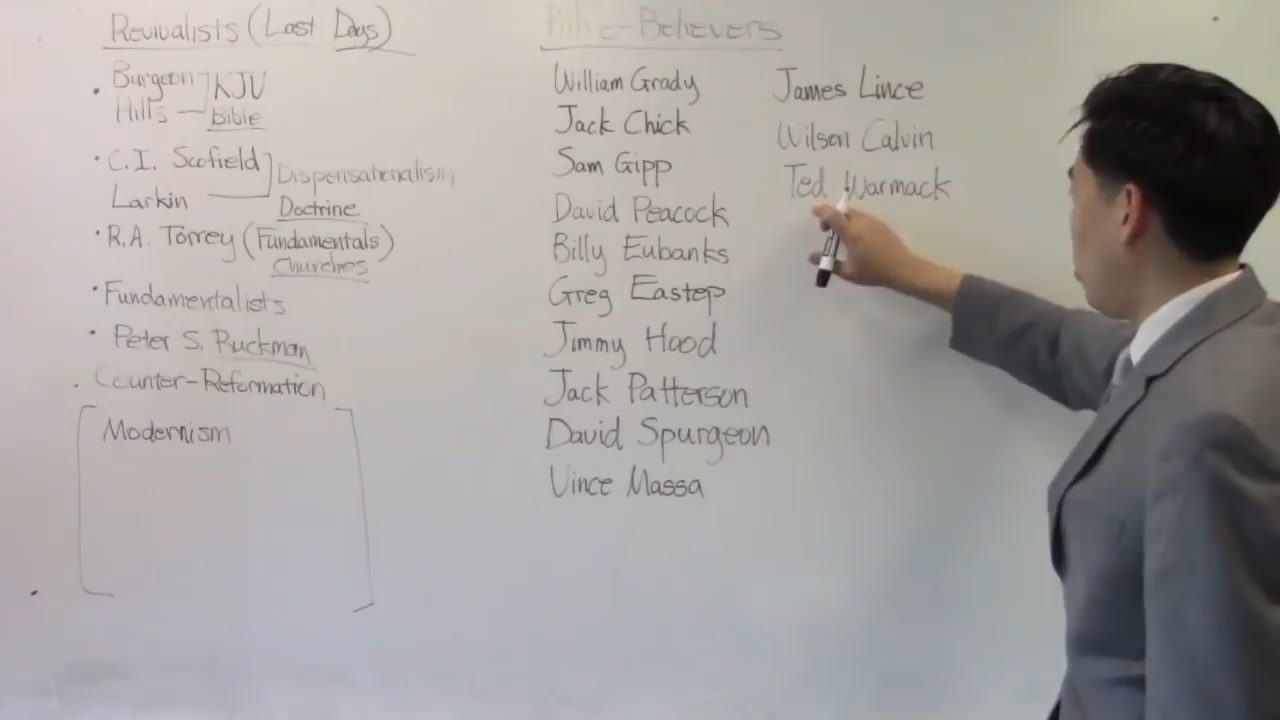 Revivalists (Last Days)
• Burgeon
Hills
KJV
Bible
• C.I. Scofield
Larkin
Dispensationalism,
Doctrine
• R.A. Torrey (Fundamentals)
Churches
• Fundamentalists
• Peter S. Ruckman
• Counter-Reformation
Modernism
Bible-Believers
William Grady
Jack Chick
Sam Gipp
David Peacock
Billy Eubanks
Greg Eastep
Jimmy Hood
Jack Patterson
David Spurgeon
Vince Massa
James Lince
Wilson Calvin
Ted Warmack